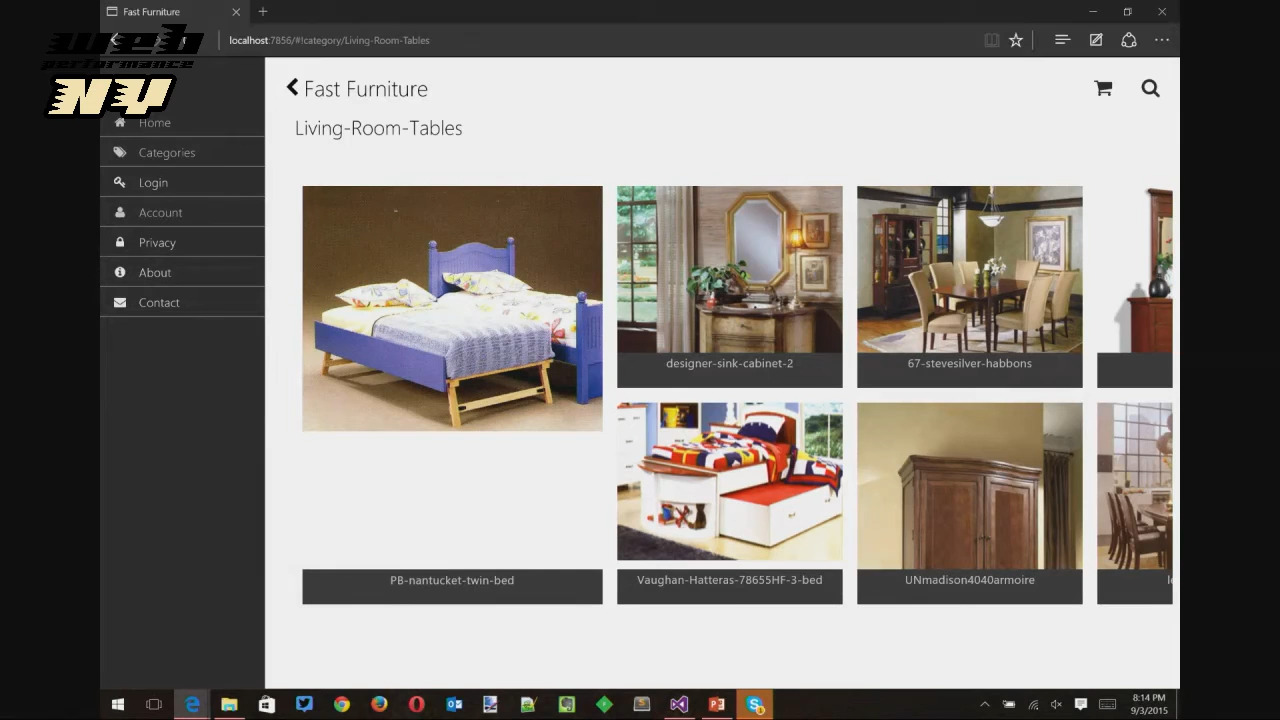 Fast Furniture
localhost:7856/#!category/Living-Room-Tables
web
performance
NY
Home
Categories
Login
Account
Privacy
About
Contact
Fast Furniture
Living-Room-Tables
designer-sink-cabinet-2
67-stevesilver-habbons
PB-nantucket-twin-bed
Vaughan-Hatteras-78655HF-3-bed
UNmadison4040armoire
8:14 PM
9/3/2015